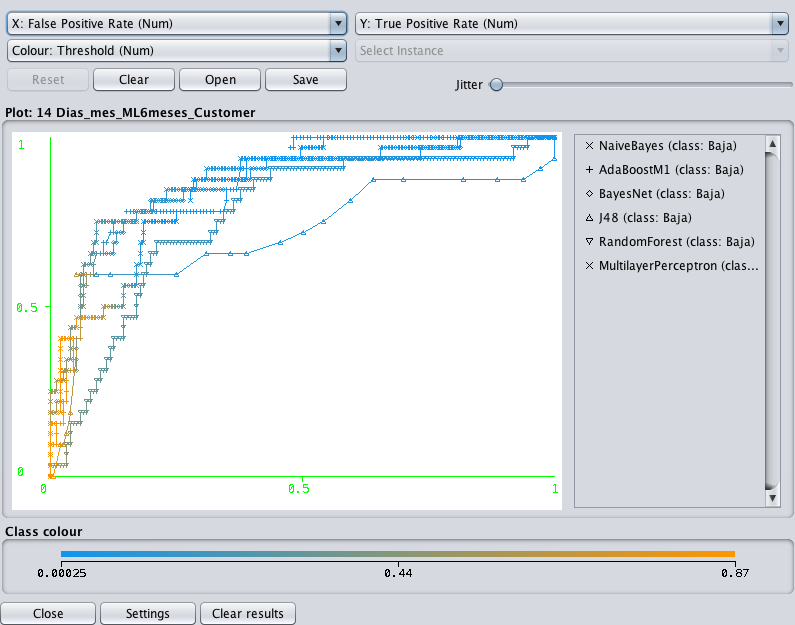 X: False Positive Rate (Num) Y: True Positive Rate (Num)
Colour: Threshold (Num) Select Instance
Reset Clear Open Save Jitter
Plot: 14 Dias_mes_ML6meses_Customer
1
0.5
0
0 0.5 1
NaiveBayes (class: Baja)
AdaBoostM1 (class: Baja)
BayesNet (class: Baja)
J48 (class: Baja)
RandomForest (class: Baja)
MultilayerPerceptron (clas...
Class colour
0.00025 0.44 0.87
Close Settings Clear results